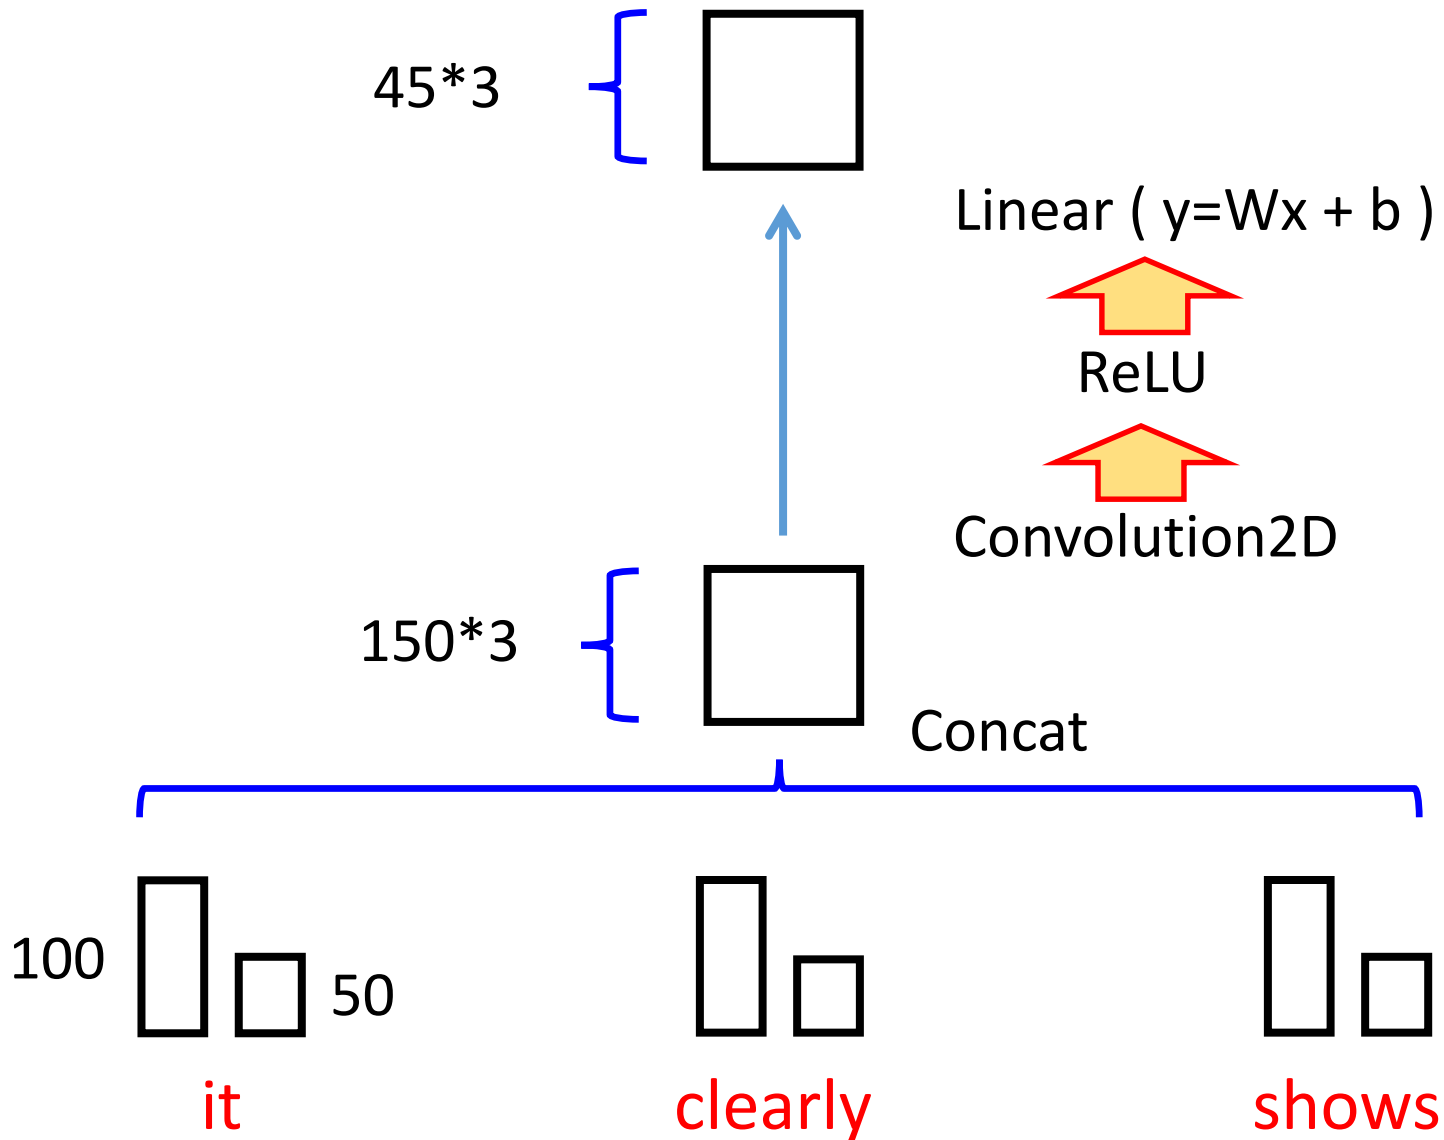 45*3
Linear ( y=Wx + b )
ReLU
Convolution2D
150*3
Concat
100
50
it
clearly
shows